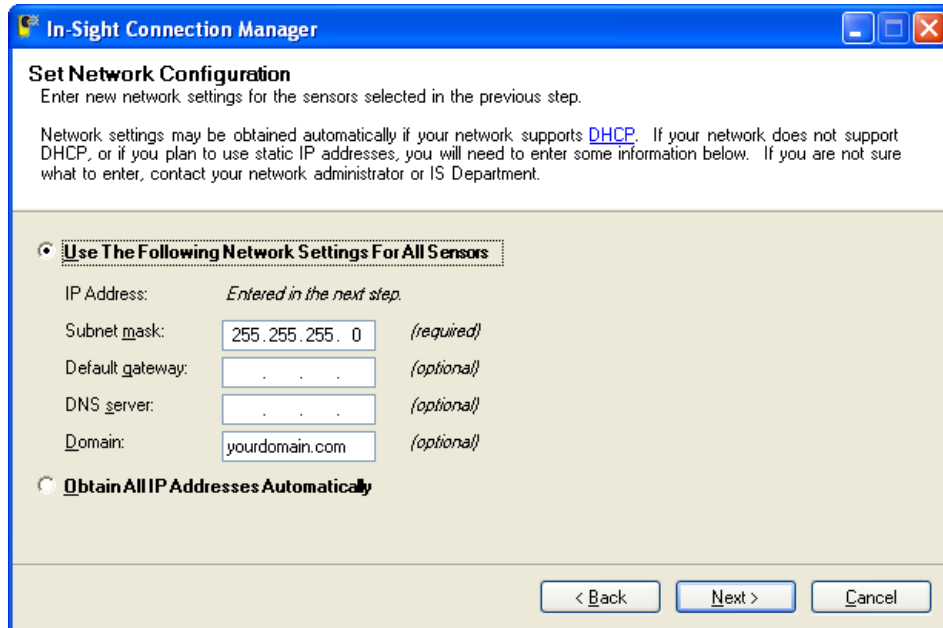 In-Sight Connection Manager
Set Network Configuration
Enter new network settings for the sensors selected in the previous step.
Network settings may be obtained automatically if your network supports DHCP. If your network does not support
DHCP, or if you plan to use static IP addresses, you will need to enter some information below. If you are not sure
what to enter, contact your network administrator or IS Department.
Use The Following Network Settings For All Sensors
IP Address: Entered in the next step.
Subnet mask: 255.255.255. 0 (required)
Default gateway: . . . (optional)
DNS server: . . . (optional)
Domain: yourdomain.com (optional)
Obtain All IP Addresses Automatically
< Back Next > Cancel